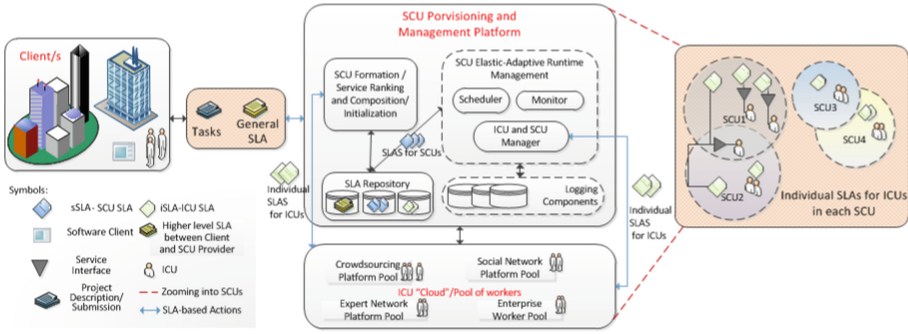 Client/s
Tasks
General
SLA
SCU Porvisioning and
Management Platform
SCU Formation /
Service Ranking
and Composition/
Initialization
SCU Elastic-Adaptive Runtime
Management
Scheduler
Monitor
ICU and SCU
Manager
SLAS for SCUs
SLA Repository
Logging
Components
Individual
SLAS
for ICUs
Individual
SLAS
for ICUs
Crowdsourcing
Platform Pool
Social Network
Platform Pool
ICU "Cloud"/Pool of workers
Expert Network
Platform Pool
Enterprise
Worker Pool
SCU1
SCU2
SCU3
SCU4
Individual SLAs for ICUs
in each SCU
Symbols:
sSLA- SCU SLA
iSLA-ICU SLA
Software Client
Higher level SLA
between Client
and SCU Provider
Service
Interface
ICU
Project
Description/
Submission
Zooming into SCUs
SLA-based Actions